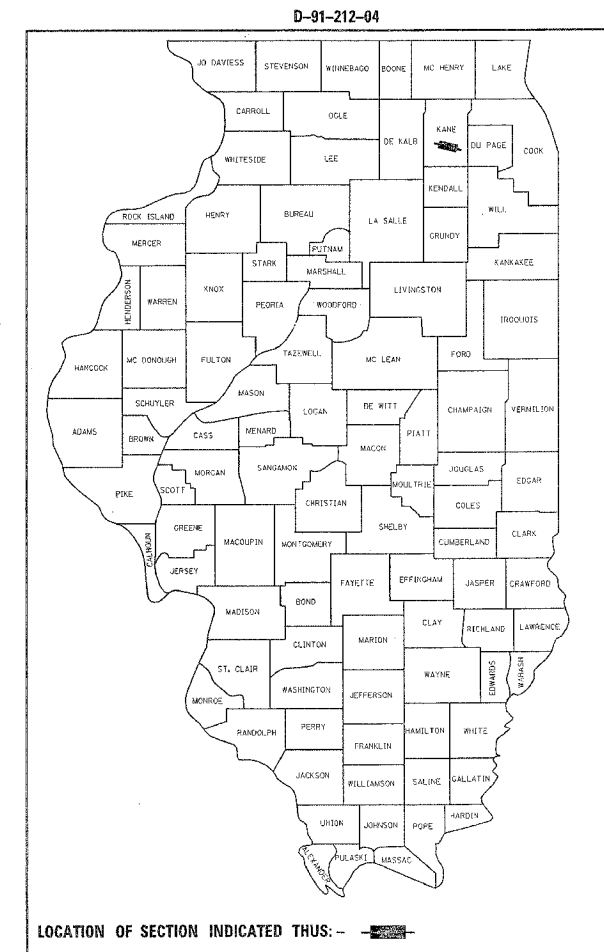 D-91-212-04
JO DAVIESS STEVENSON WINNEBAGO BOONE MC HENRY LAKE
CARROLL OGLE
DE KALB KANE DU PAGE COOK
WHITESIDE LEE
KENDALL
WILL
ROCK ISLAND HENRY BUREAU LA SALLE
GRUNDY
MERCER PUTNAM
KANKAKEE
STARK MARSHALL
HENDERSON WARREN KNOX LIVINGSTON
PEORIA WOODFORD IROQUOIS
TAZEWELL FORD
HANCOCK MC DONOUGH FULTON MC LEAN
MASON
SCHUYLER DE WITT
LOGAN CHAMPAIGN VERMILION
ADAMS BROWN CASS MENARD PIATT
MACON
MORGAN SANGAMON DOUGLAS
PIKE SCOTT MOULTRIE EDGAR
CHRISTIAN COLES
GREENE SHELBY
CALHOUN MACOUPIN MONTGOMERY CUMBERLAND CLARK
JERSEY
FAYETTE EFFINGHAM JASPER CRAWFORD
BOND
MADISON
CLAY RICHLAND LAWRENCE
CLINTON MARION
ST. CLAIR
WAYNE EDWARDS WABASH
WASHINGTON JEFFERSON
MONROE
RANDOLPH PERRY HAMILTON WHITE
FRANKLIN
JACKSON WILLIAMSON SALINE GALLATIN
UNION JOHNSON POPE HARDIN
ALEXANDER PULASKI MASSAC
LOCATION OF SECTION INDICATED THUS: -